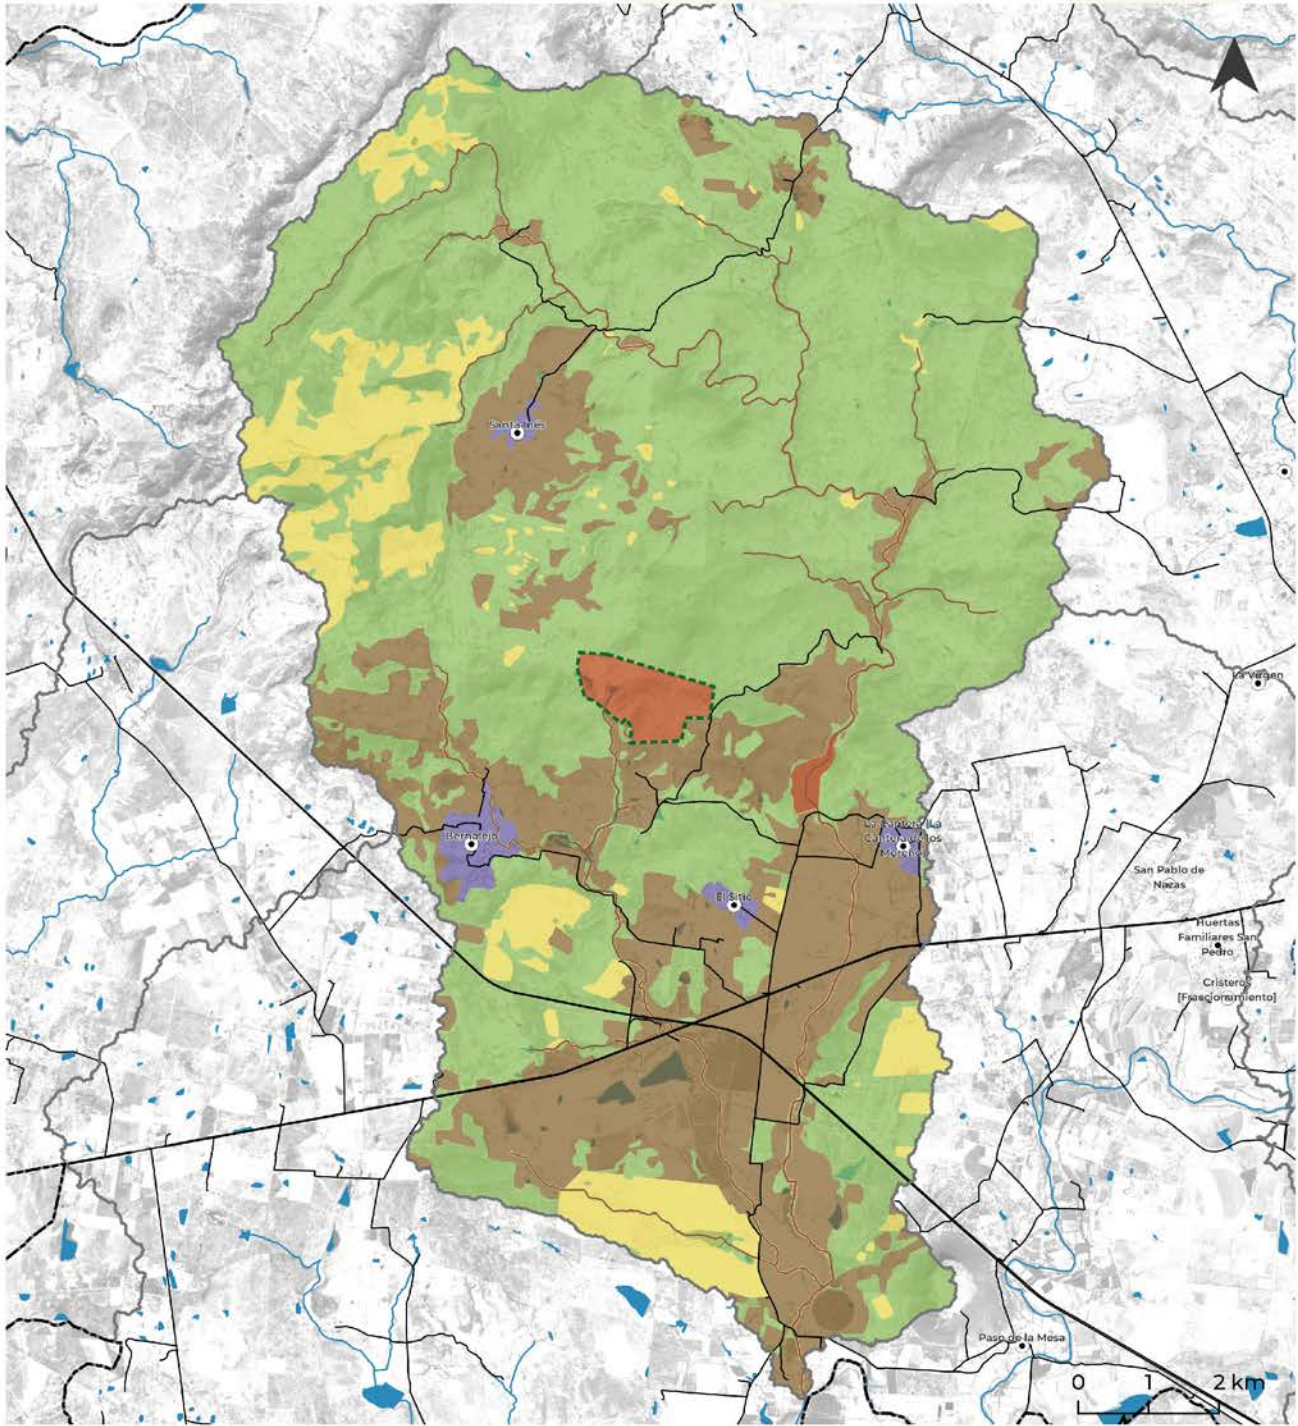 Santa Inés
La Virgen
Bernalejo
San Pablo de
Nazas
El Sitio
Huertas
Familiares San
Pedro
Cristeros
[Fraccionamiento]
Paso de la Mesa
0 1 2 km